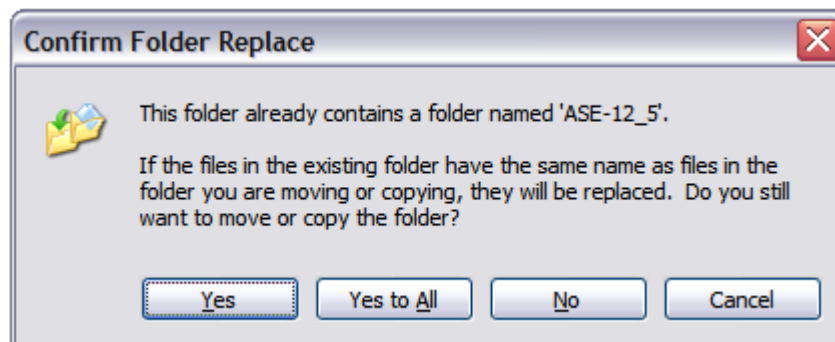 Confirm Folder Replace
This folder already contains a folder named 'ASE-12_5'.
If the files in the existing folder have the same name as files in the
folder you are moving or copying, they will be replaced. Do you still
want to move or copy the folder?
Yes
Yes to All
No
Cancel